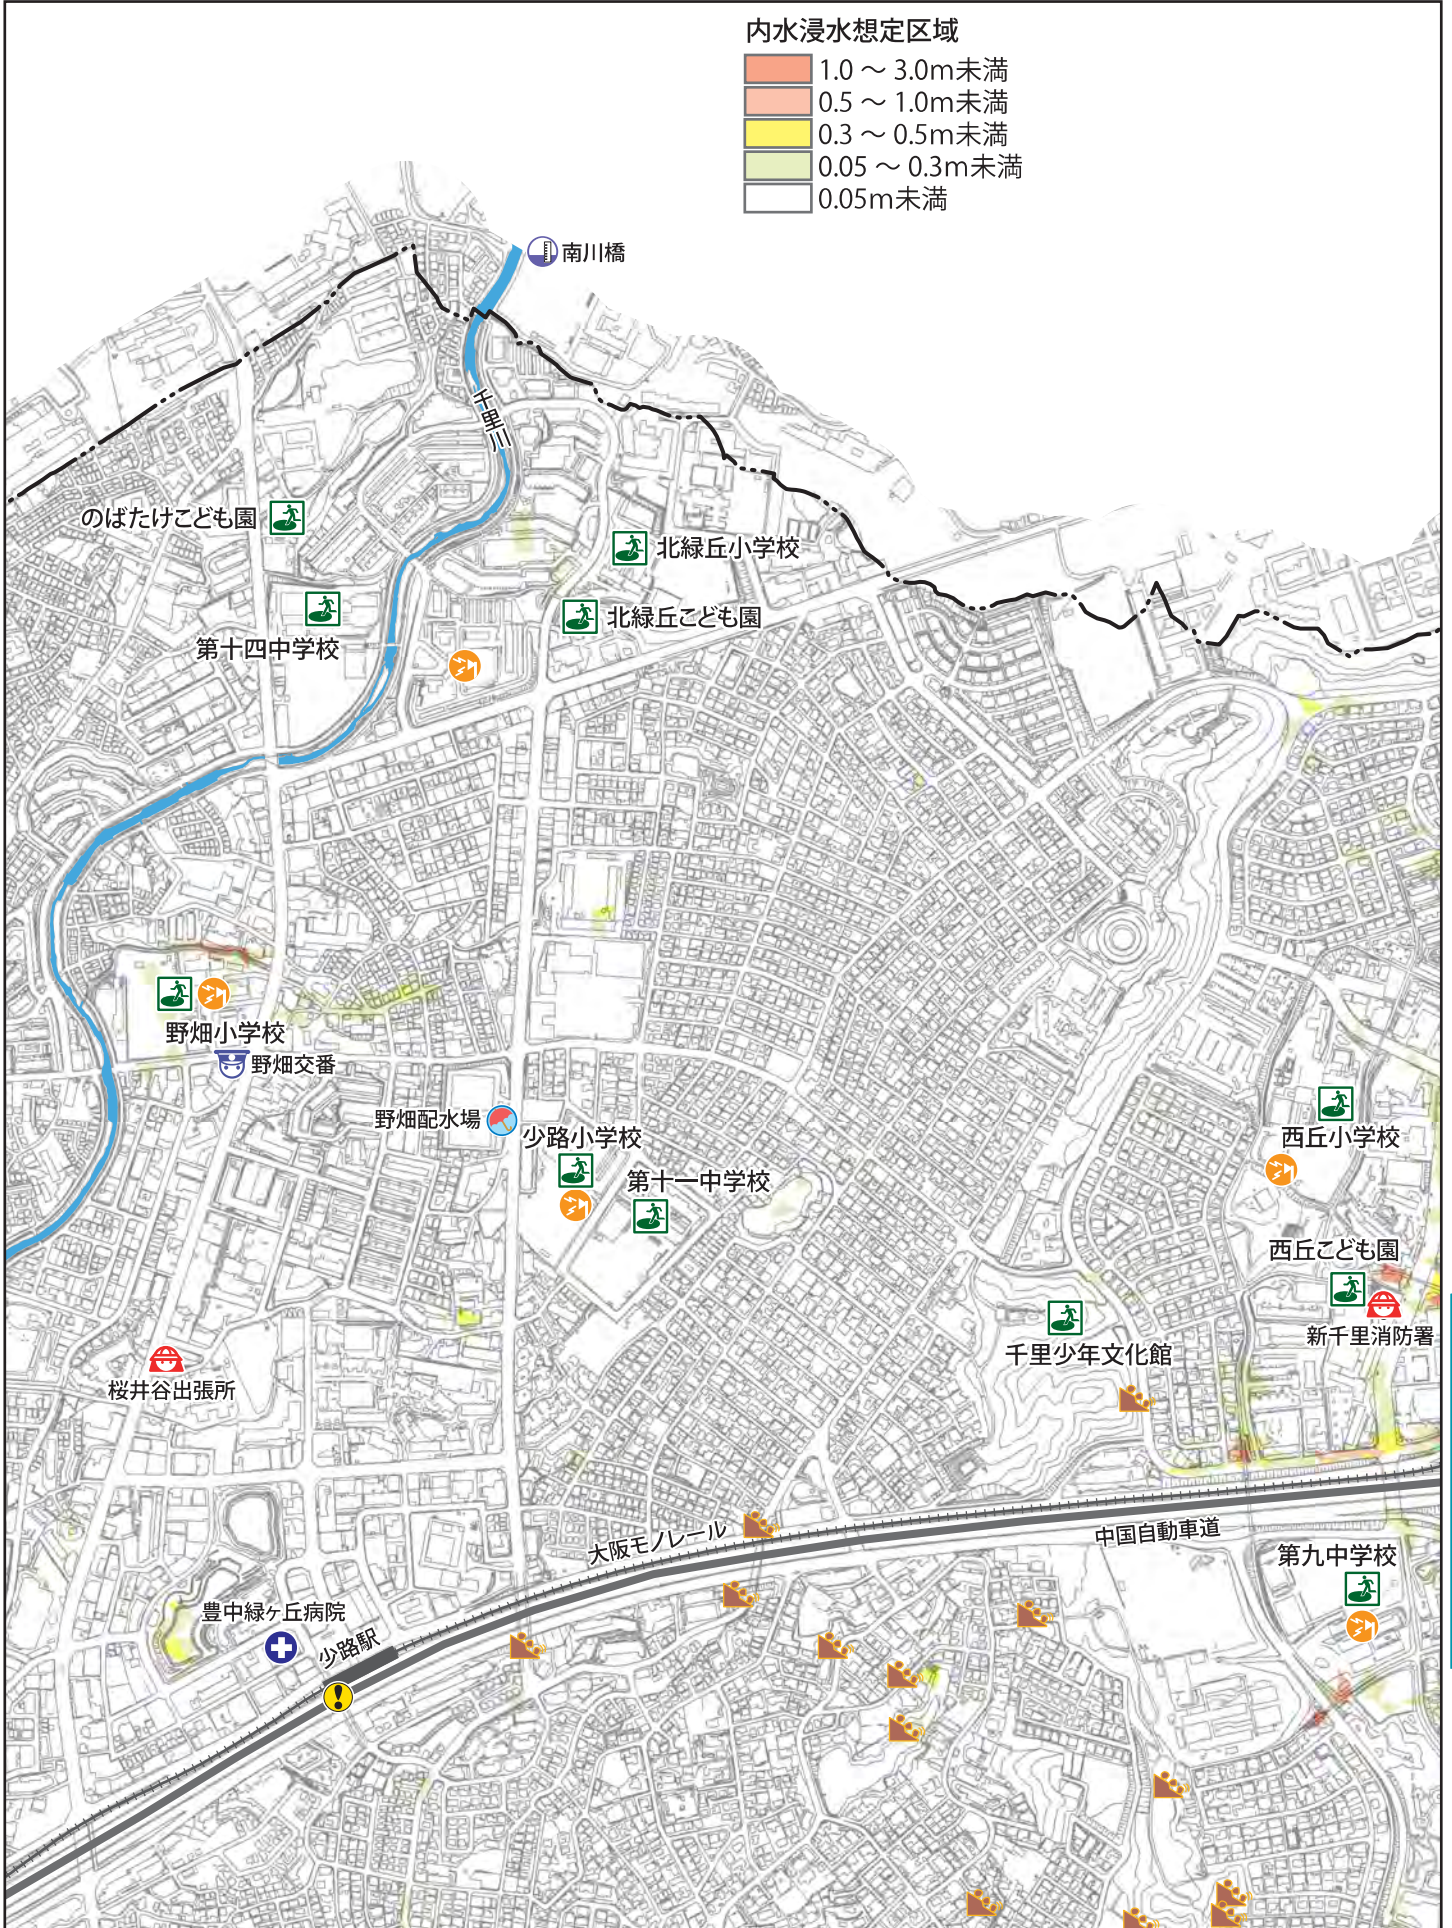 内水浸水想定区域
1.0 ～ 3.0m未満
0.5 ～ 1.0m未満
0.3 ～ 0.5m未満
0.05 ～ 0.3m未満
0.05m未満
南川橋
千里川
のばたけこども園
北緑丘小学校
北緑丘こども園
第十四中学校
野畑小学校
野畑交番
野畑配水場
少路小学校
第十一中学校
西丘小学校
西丘こども園
新千里消防署
千里少年文化館
桜井谷出張所
大阪モノレール
中国自動車道
第九中学校
豊中緑ヶ丘病院
少路駅